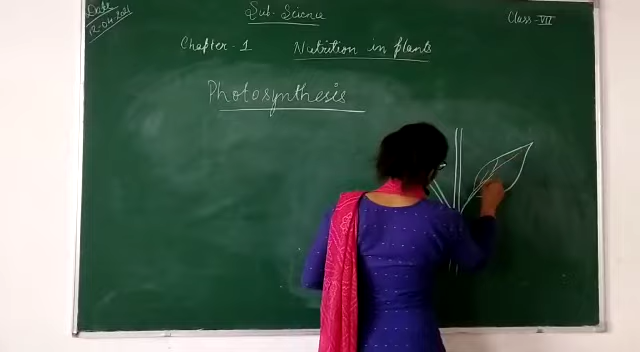 Date
12-04-2021
Sub- Science
Class - VII
Chapter - 1 Nutrition in plants
Photosynthesis